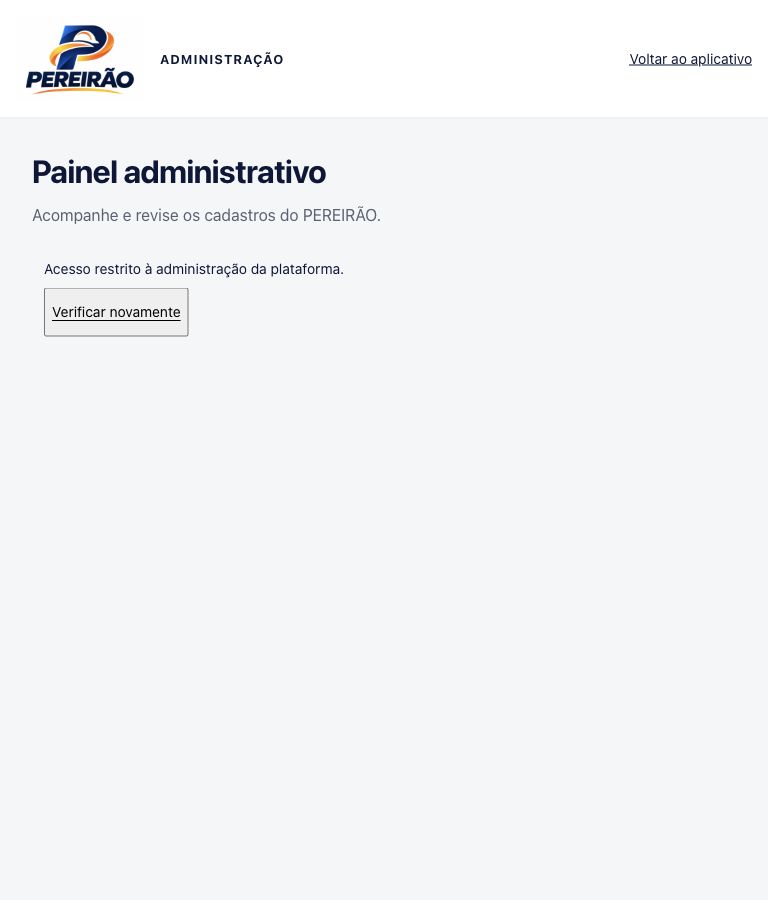 PEREIRÃO
ADMINISTRAÇÃO
Voltar ao aplicativo
Painel administrativo
Acompanhe e revise os cadastros do PEREIRÃO.
Acesso restrito à administração da plataforma.
Verificar novamente